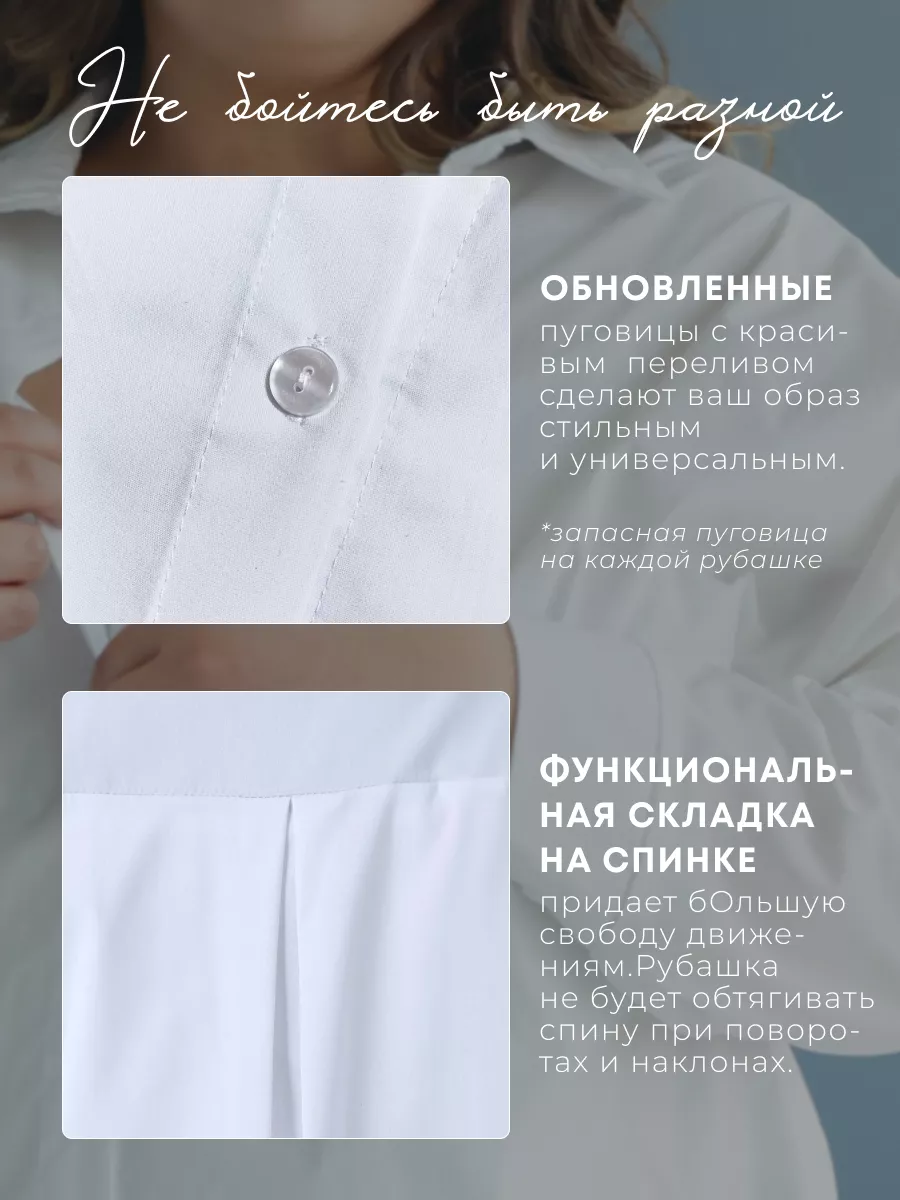 Не бойтесь быть разной
ОБНОВЛЕННЫЕ
пуговицы с краси-
вым переливом
сделают ваш образ
стильным
и универсальным.
*запасная пуговица
на каждой рубашке
ФУНКЦИОНАЛЬ-
НАЯ СКЛАДКА
НА СПИНКЕ
придает бОльшую
свободу движе-
ниям.Рубашка
не будет обтягивать
спину при поворо-
тах и наклонах.